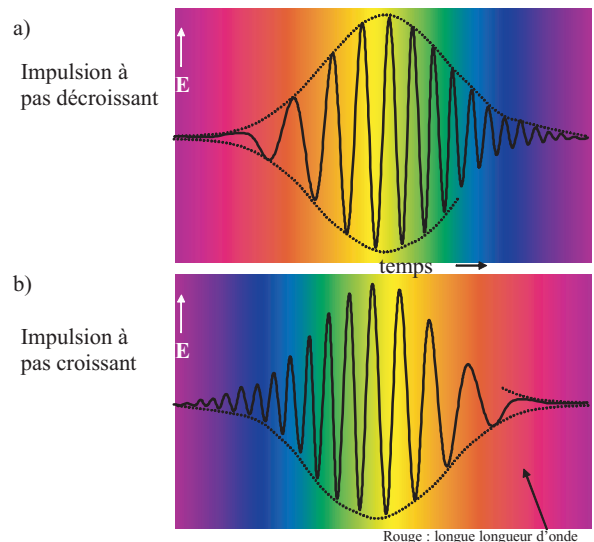 a)
Impulsion à
pas décroissant
E
temps
b)
Impulsion à
pas croissant
E
Rouge : longue longueur d'onde